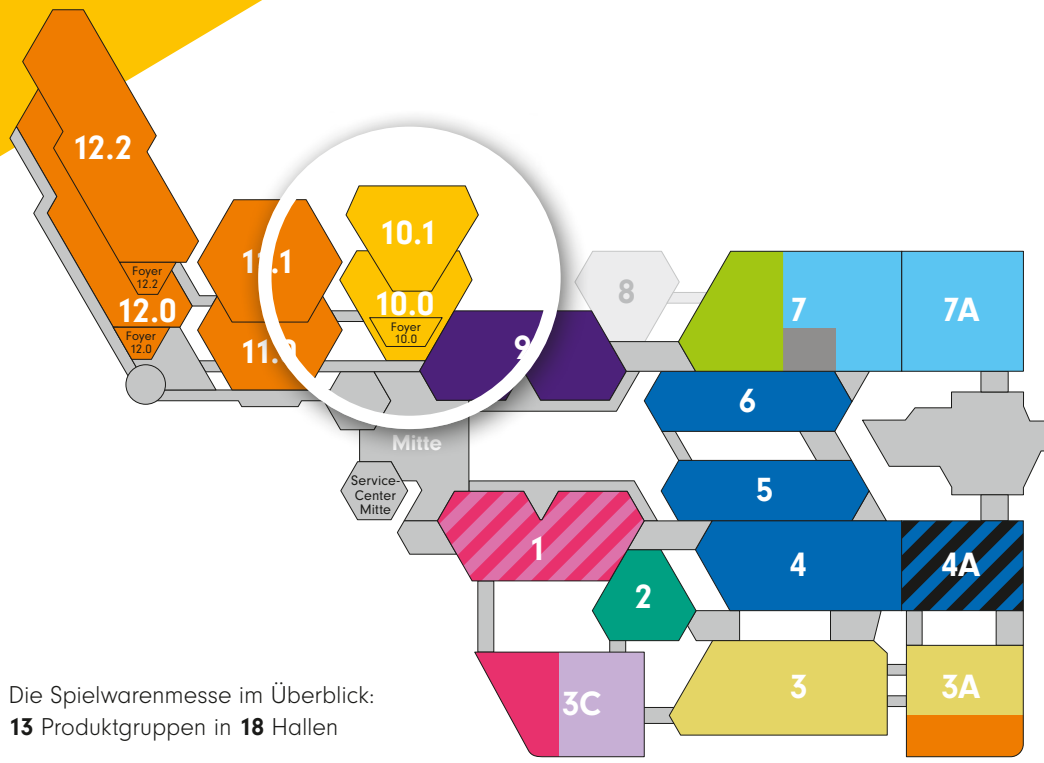 12.2
Foyer
12.2
12.0
Foyer
12.0
11.1
11.0
10.1
10.0
Foyer
10.0
9
8
7
7A
6
5
Mitte
Service-
Center
Mitte
1
2
4
4A
3C
3
3A
Die Spielwarenmesse im Überblick:
13 Produktgruppen in 18 Hallen